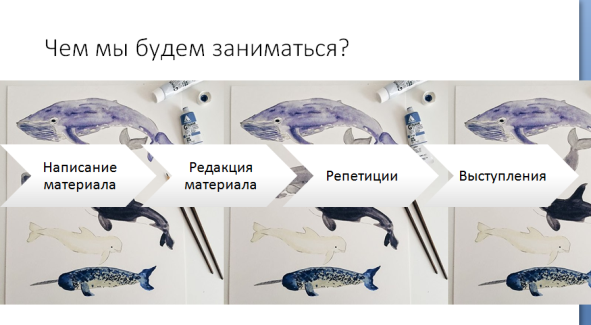 Чем мы будем заниматься?
Написание
материала
Редакция
материала
Репетиции
Выступления